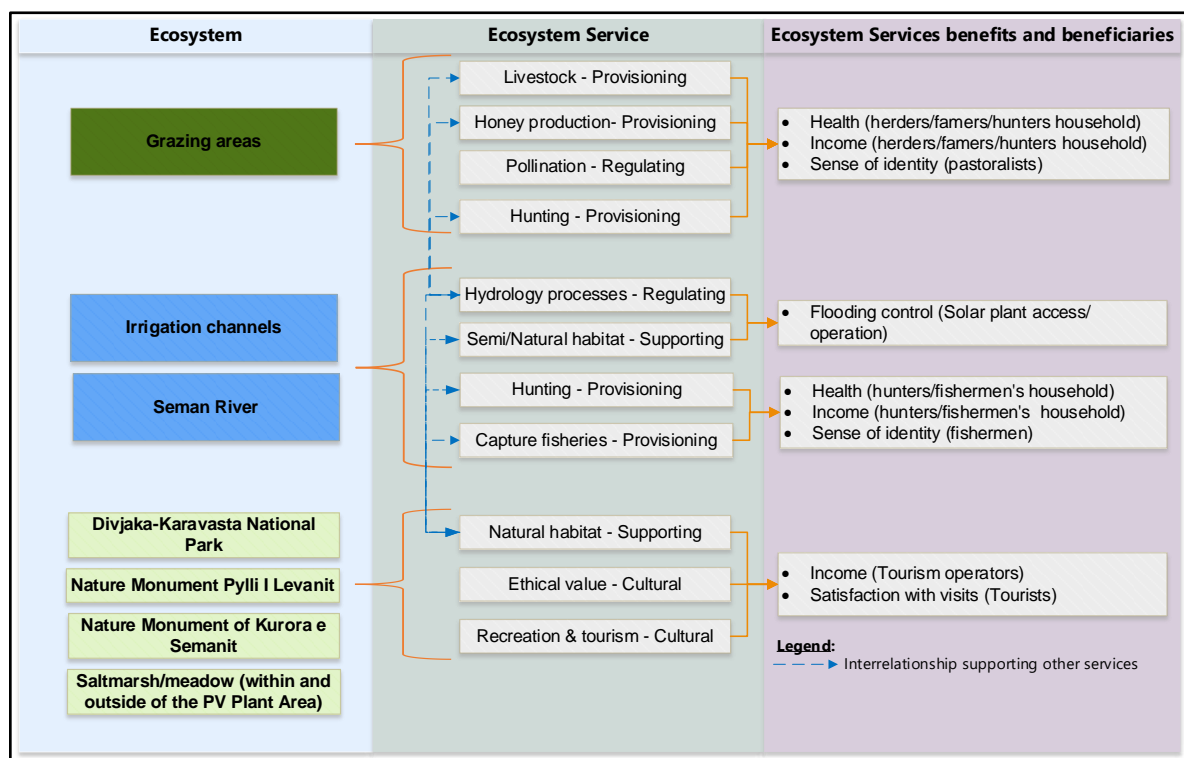 Ecosystem
Ecosystem Service
Ecosystem Services benefits and beneficiaries
Grazing areas
Livestock - Provisioning
Honey production- Provisioning
Pollination - Regulating
Hunting - Provisioning
• Health (herders/famers/hunters household)
• Income (herders/famers/hunters household)
• Sense of identity (pastoralists)
Irrigation channels
Seman River
Hydrology processes - Regulating
Semi/Natural habitat - Supporting
Hunting - Provisioning
Capture fisheries - Provisioning
• Flooding control (Solar plant access/
operation)
• Health (hunters/fishermen's household)
• Income (hunters/fishermen's household)
• Sense of identity (fishermen)
Divjaka-Karavasta National
Park
Nature Monument Pylli I Levanit
Nature Monument of Kurora e
Semanit
Saltmarsh/meadow (within and
outside of the PV Plant Area)
Natural habitat - Supporting
Ethical value - Cultural
Recreation & tourism - Cultural
• Income (Tourism operators)
• Satisfaction with visits (Tourists)
Legend:
Interrelationship supporting other services